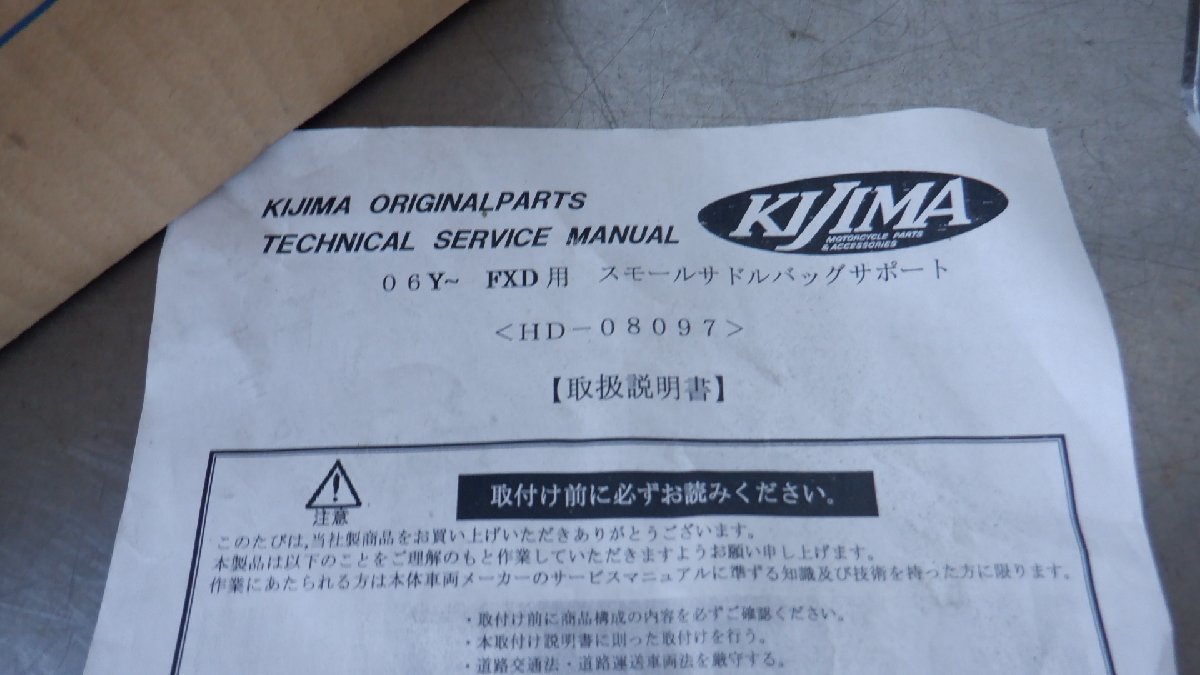 KIJIMA ORIGINALPARTS
TECHNICAL SERVICE MANUAL
KIJIMA
MOTORCYCLE PARTS
& ACCESSORIES
06Y~ FXD用 スモールサドルバッグサポート
<HD-08097>
【取扱説明書】
注意
取付け前に必ずお読みください。
このたびは,当社製商品をお買い上げいただきありがとうございます。
本製品は以下のことをご理解のもと作業していただきますようお願い申し上げます。
作業にあたられる方は本体車両メーカーのサービスマニュアルに準ずる知識及び技術を持った方に限ります。
・取付け前に商品構成の内容を必ずご確認ください。
・本取付け説明書に則った取付けを行う。
・道路交通法・道路運送車両法を厳守する。